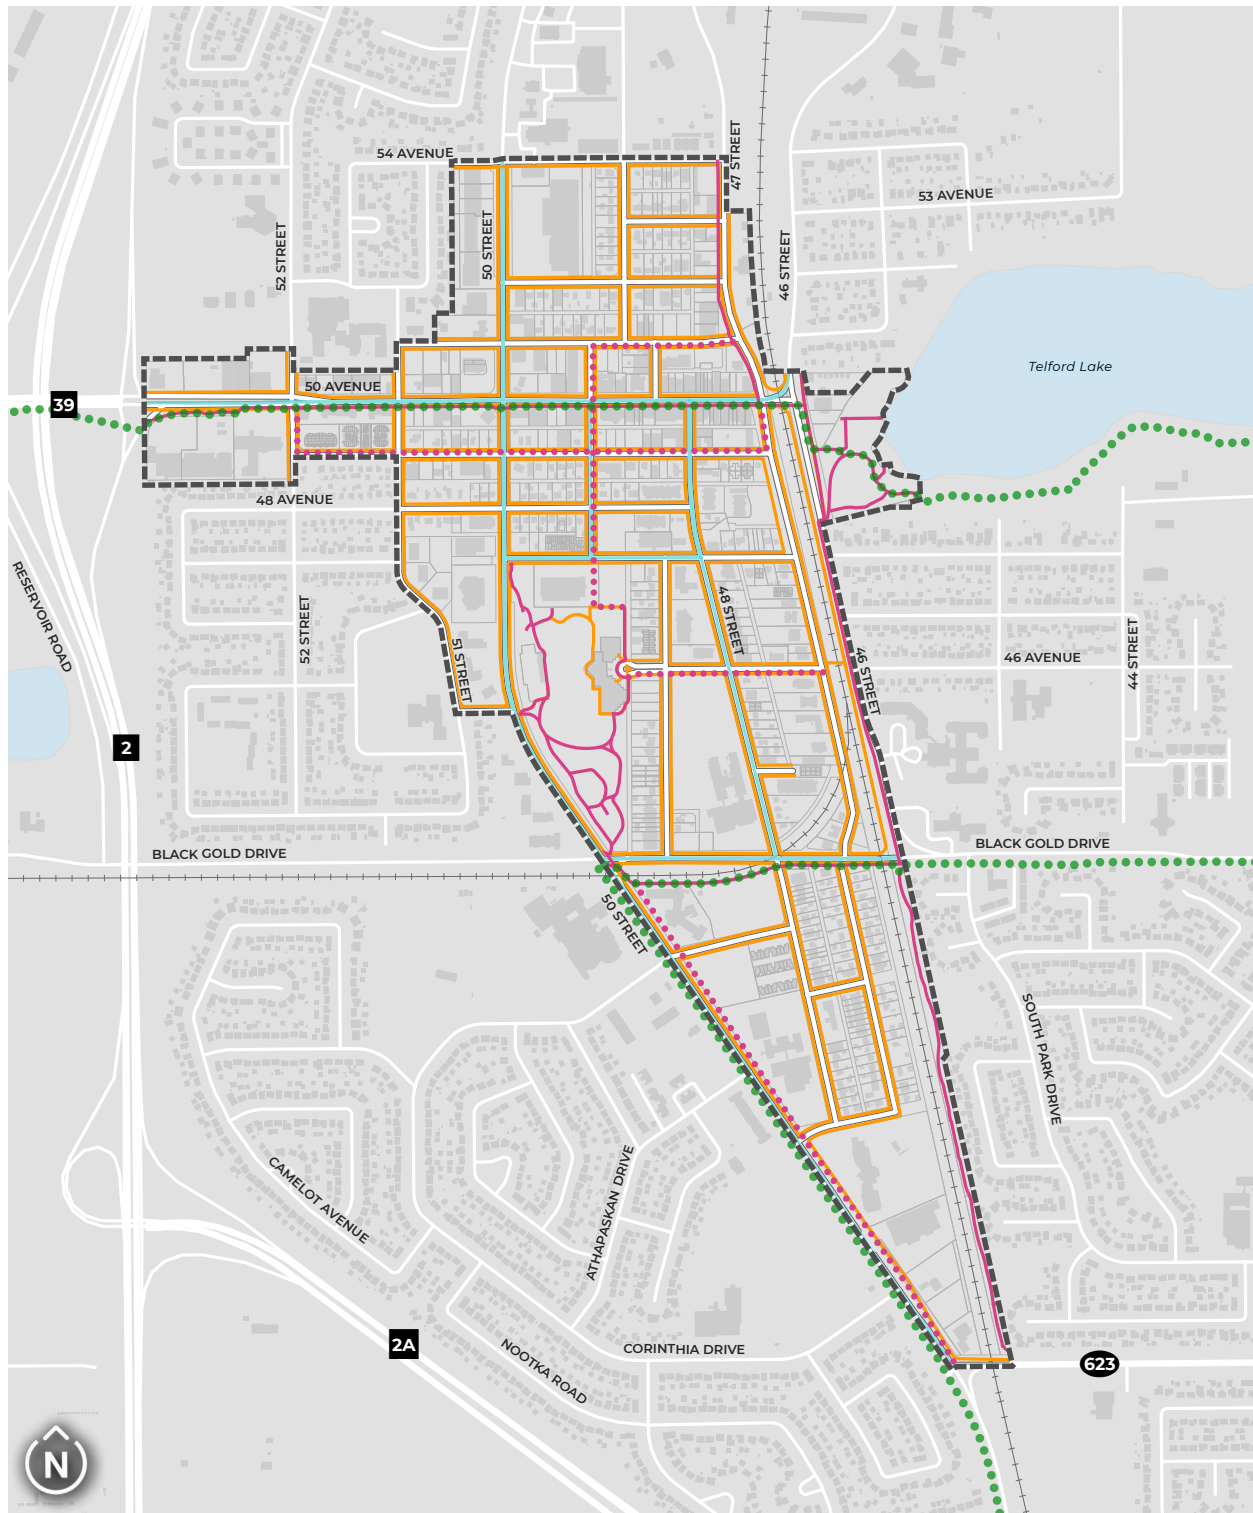 54 AVENUE
47 STREET
53 AVENUE
52 STREET
50 STREET
46 STREET
Telford Lake
50 AVENUE
39
48 AVENUE
RESERVOIR ROAD
52 STREET
51 STREET
48 STREET
46 STREET
46 AVENUE
44 STREET
2
BLACK GOLD DRIVE
BLACK GOLD DRIVE
50 STREET
SOUTH PARK DRIVE
CAMELOT AVENUE
ATHAPASKAN DRIVE
2A
NOOTKA ROAD
CORINTHIA DRIVE
623
N